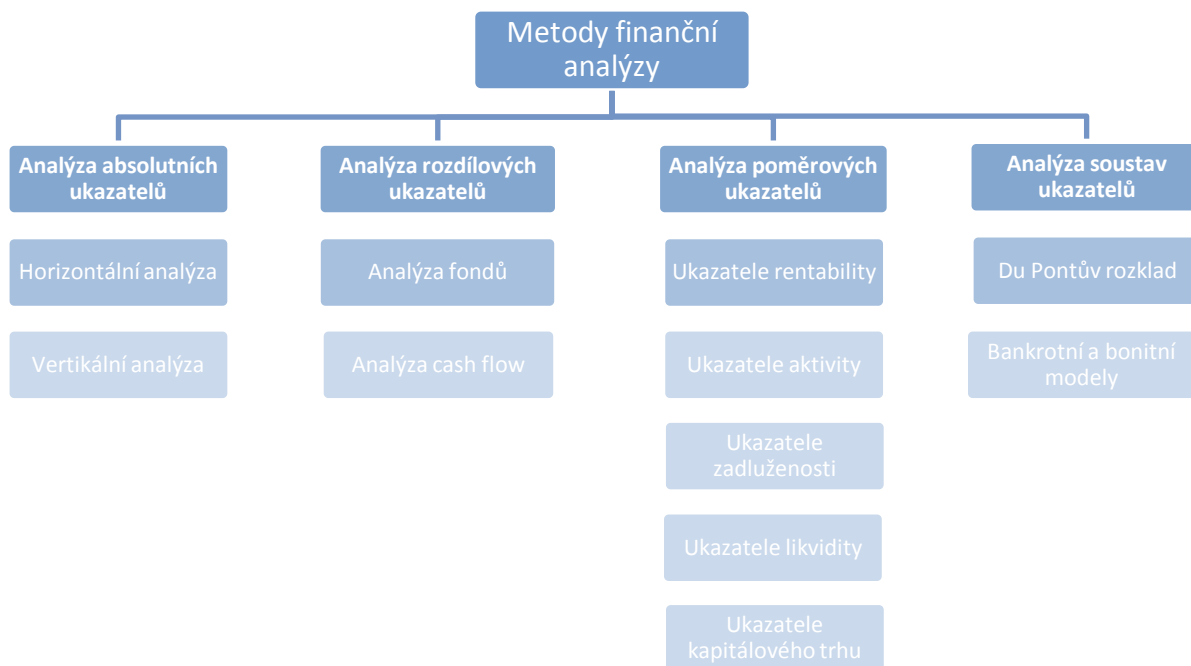 Metody finanční
analýzy
Analýza absolutních
ukazatelů
Horizontální analýza
Vertikální analýza
Analýza rozdílových
ukazatelů
Analýza fondů
Analýza cash flow
Analýza poměrových
ukazatelů
Ukazatele rentability
Ukazatele aktivity
Ukazatele
zadluženosti
Ukazatele likvidity
Ukazatele
kapitálového trhu
Analýza soustav
ukazatelů
Du Pontův rozklad
Bankrotní a bonitní
modely